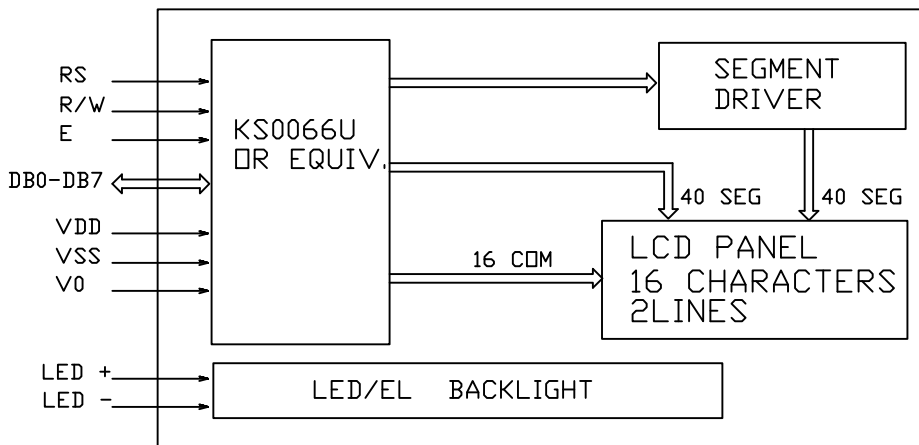 RS
R/W
E
DB0-DB7
VDD
VSS
V0
LED +
LED -
KS0066U
OR EQUIV.
SEGMENT
DRIVER
40 SEG
40 SEG
16 COM
LCD PANEL
16 CHARACTERS
2LINES
LED/EL BACKLIGHT